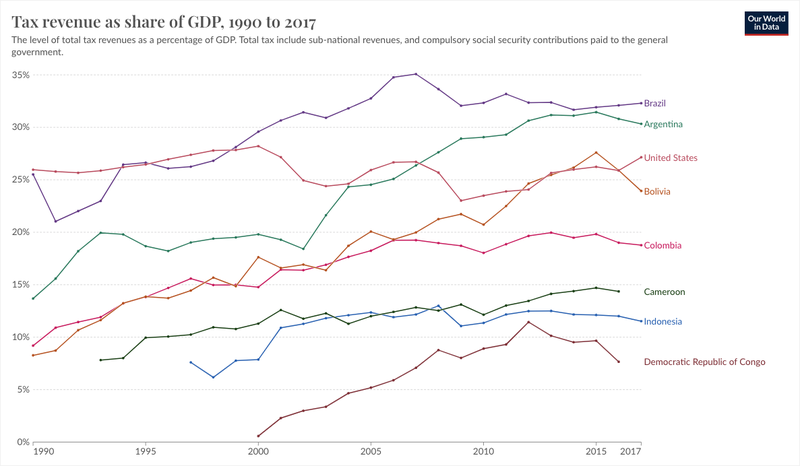 Tax revenue as share of GDP, 1990 to 2017
Our World
in Data
The level of total tax revenues as a percentage of GDP. Total tax include sub-national revenues, and compulsory social security contributions paid to the general
government.
35%
30%
25%
20%
15%
10%
5%
0%
Brazil
Argentina
United States
Bolivia
Colombia
Cameroon
Indonesia
Democratic Republic of Congo
1990
1995
2000
2005
2010
2015
2017